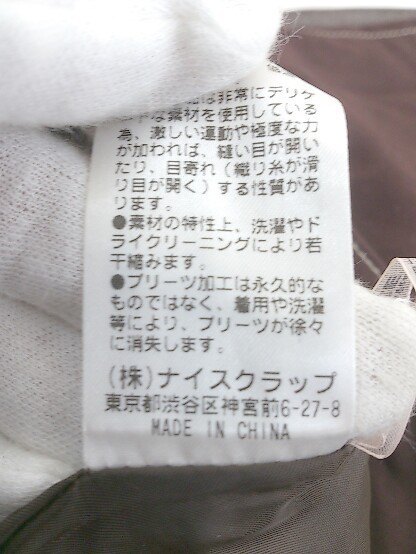 は非常にデリケ
な素材を使用している
為、激しい運動や極度な力
が加われば、縫い目が開い
たり、目寄れ(織り糸が滑
り目が開く)する性質があ
ります。
●素材の特性上、洗濯やド
ライクリーニングにより若
干縮みます。
●プリーツ加工は永久的な
ものではなく、着用や洗濯
等により、プリーツが徐々
に消失します。
(株)ナイスクラップ
東京都渋谷区神宮前6-27-8
MADE IN CHINA